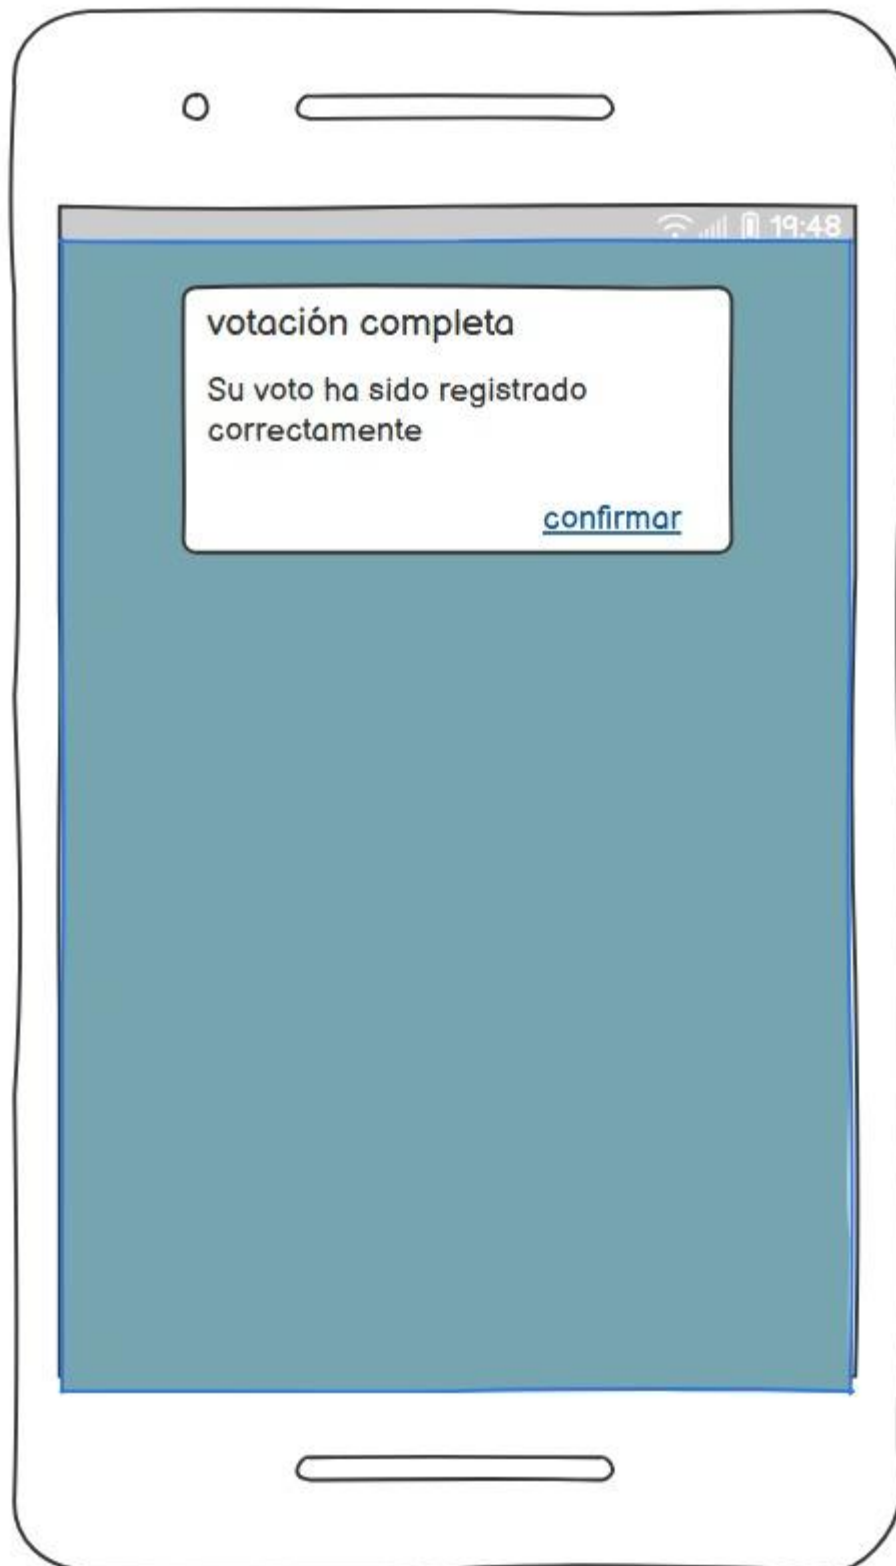 19:48
votación completa
Su voto ha sido registrado
correctamente
confirmar